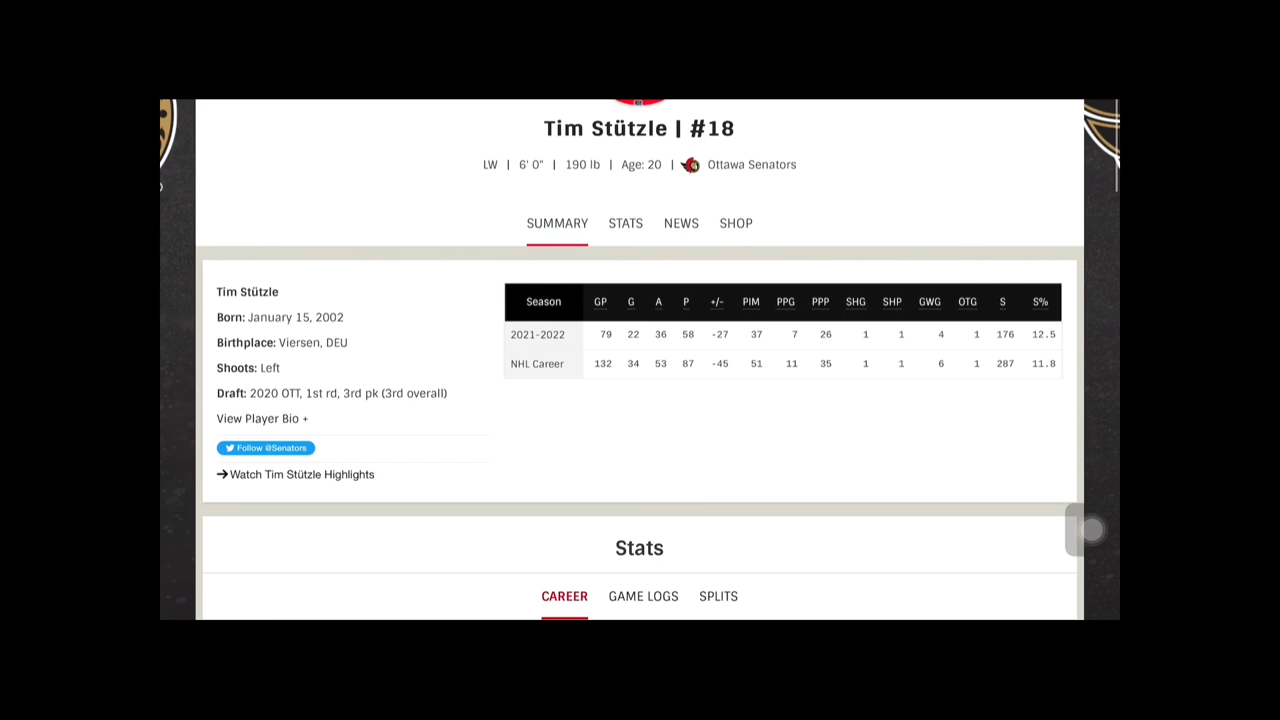 Tim Stützle | #18
LW | 6' 0" | 190 lb | Age: 20 | Ottawa Senators
SUMMARY STATS NEWS SHOP
Tim Stützle
Born: January 15, 2002
Birthplace: Viersen, DEU
Shoots: Left
Draft: 2020 OTT, 1st rd, 3rd pk (3rd overall)
View Player Bio +
Follow @Senators
→Watch Tim Stützle Highlights
Season GP G A P +/- PIM PPG PPP SHG SHP GWG OTG S S%
2021-2022 79 22 36 58 -27 37 7 26 1 1 4 1 176 12.5
NHL Career 132 34 53 87 -45 51 11 35 1 1 6 1 287 11.8
Stats
CAREER GAME LOGS SPLITS